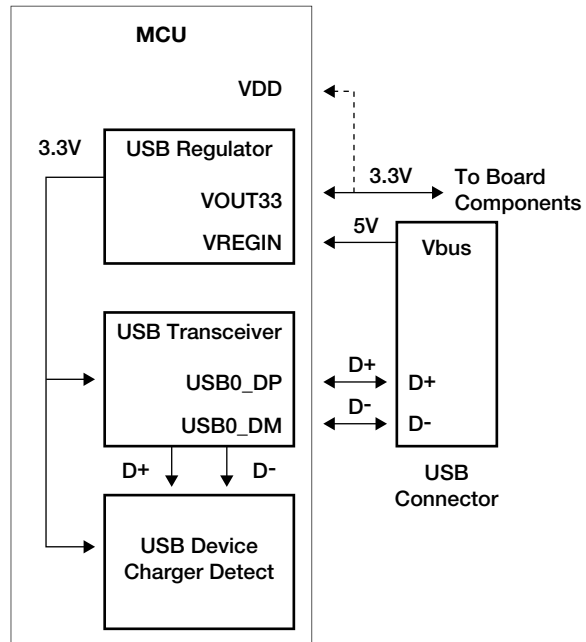 MCU
VDD
3.3V
USB Regulator
VOUT33
VREGIN
3.3V
To Board
Components
5V
Vbus
USB Transceiver
USB0_DP
USB0_DM
D+
D-
D+
D-
USB
Connector
D+
D-
USB Device
Charger Detect